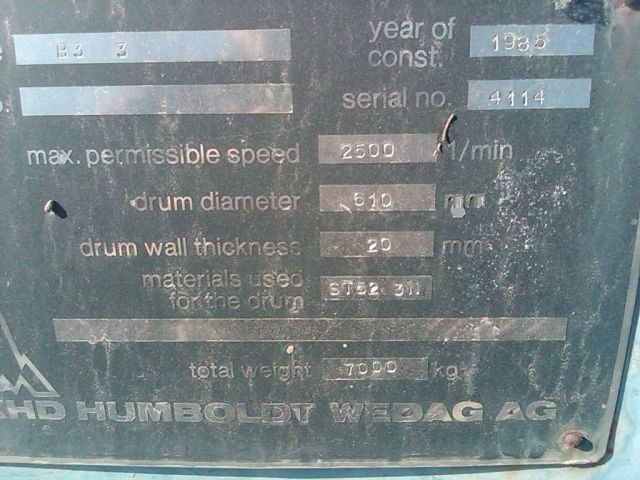 B3 3 year of const. 1985
serial no. 4114
max. permissible speed 2500 1/min
drum diameter 610 mm
drum wall thickness 20 mm
materials used for the drum ST52 311
total weight 7000 kg
KHD HUMBOLDT WEDAG AG